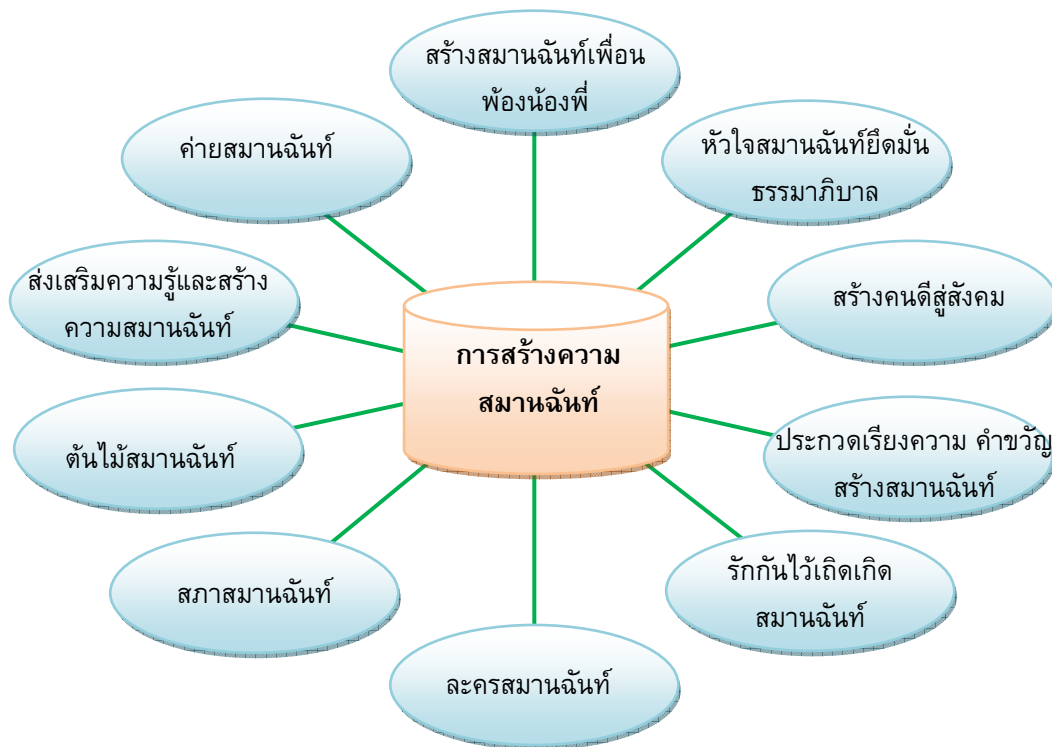 สร้างสมานฉันท์เพื่อน
พ้องน้องพี่
ค่ายสมานฉันท์
หัวใจสมานฉันท์ยึดมั่น
ธรรมาภิบาล
ส่งเสริมความรู้และสร้าง
ความสมานฉันท์
สร้างคนดีสู่สังคม
การสร้างความ
สมานฉันท์
ต้นไม้สมานฉันท์
ประกวดเรียงความ คำขวัญ
สร้างสมานฉันท์
สภาสมานฉันท์
รักกันไว้เถิดเกิด
สมานฉันท์
ละครสมานฉันท์